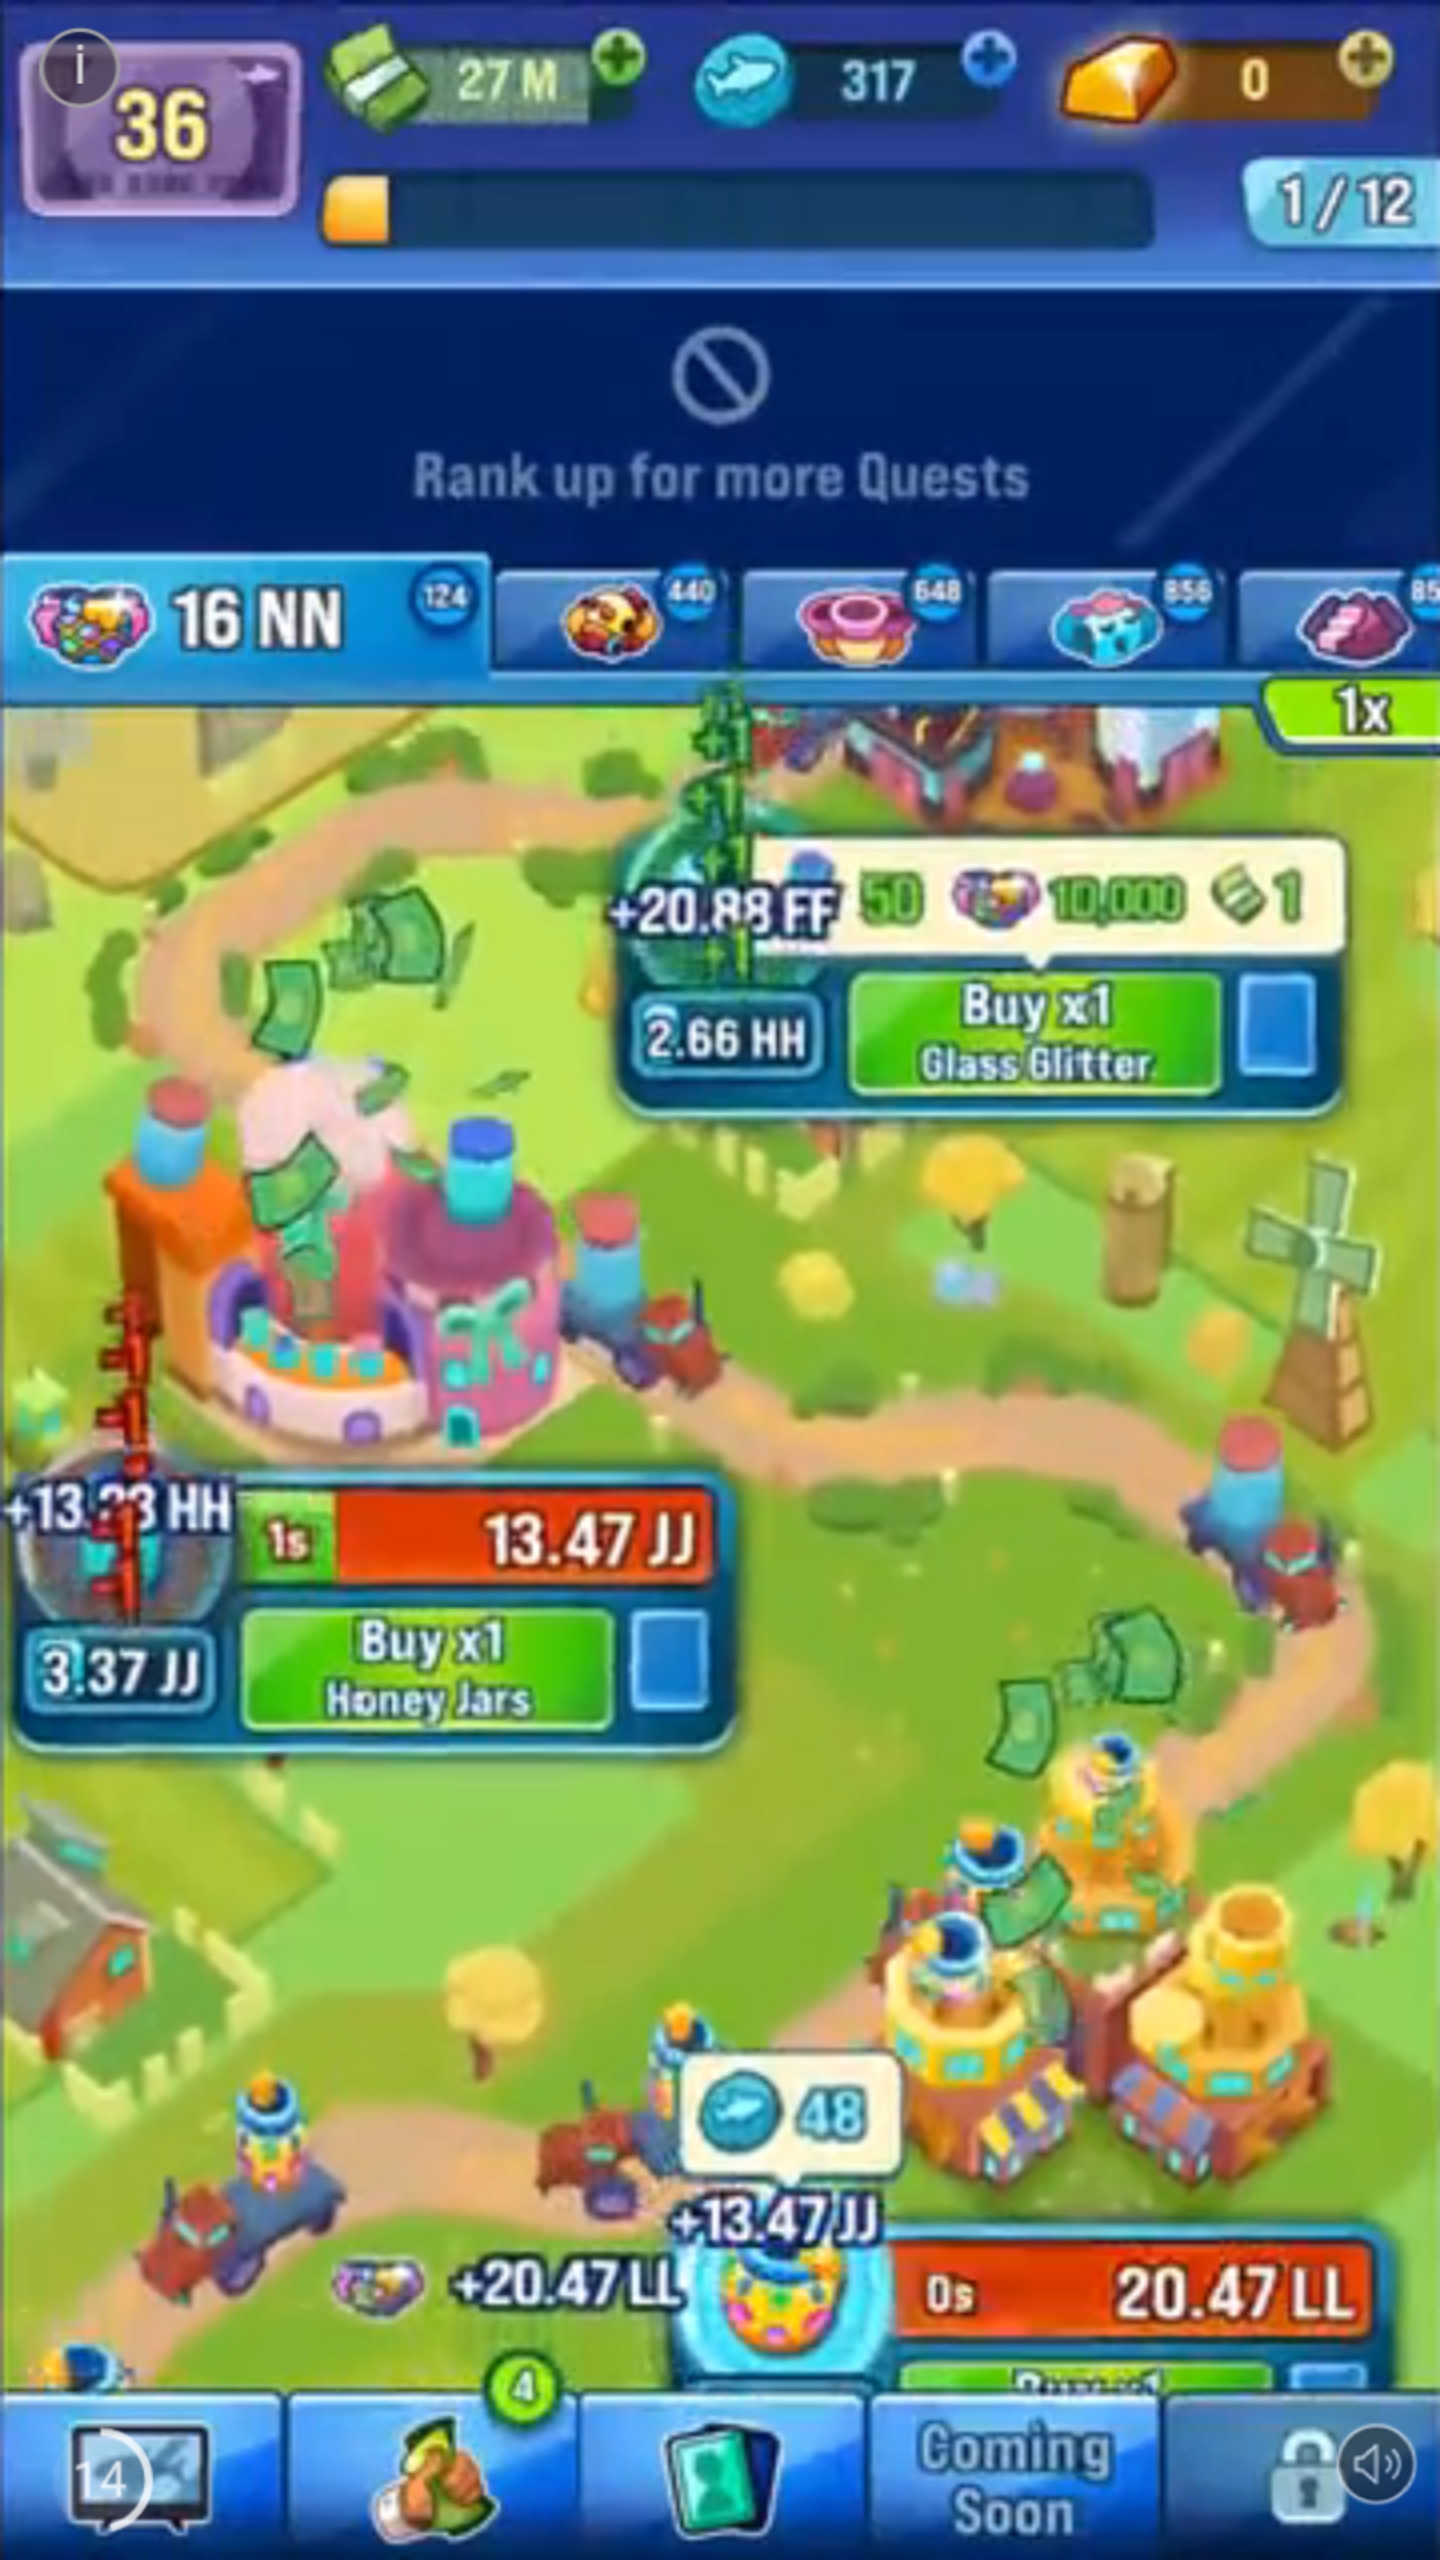 i
36
27 M
317
0
1 / 12
Rank up for more Quests
16 NN
124
440
648
856
85
1x
+20.88 FF
50
10,000
1
2.66 HH
Buy x1
Glass Glitter
1s
13.47 JJ
3.37 JJ
Buy x1
Honey Jars
48
+13.47 JJ
+20.47 LL
0s
20.47 LL
4
14
Coming
Soon